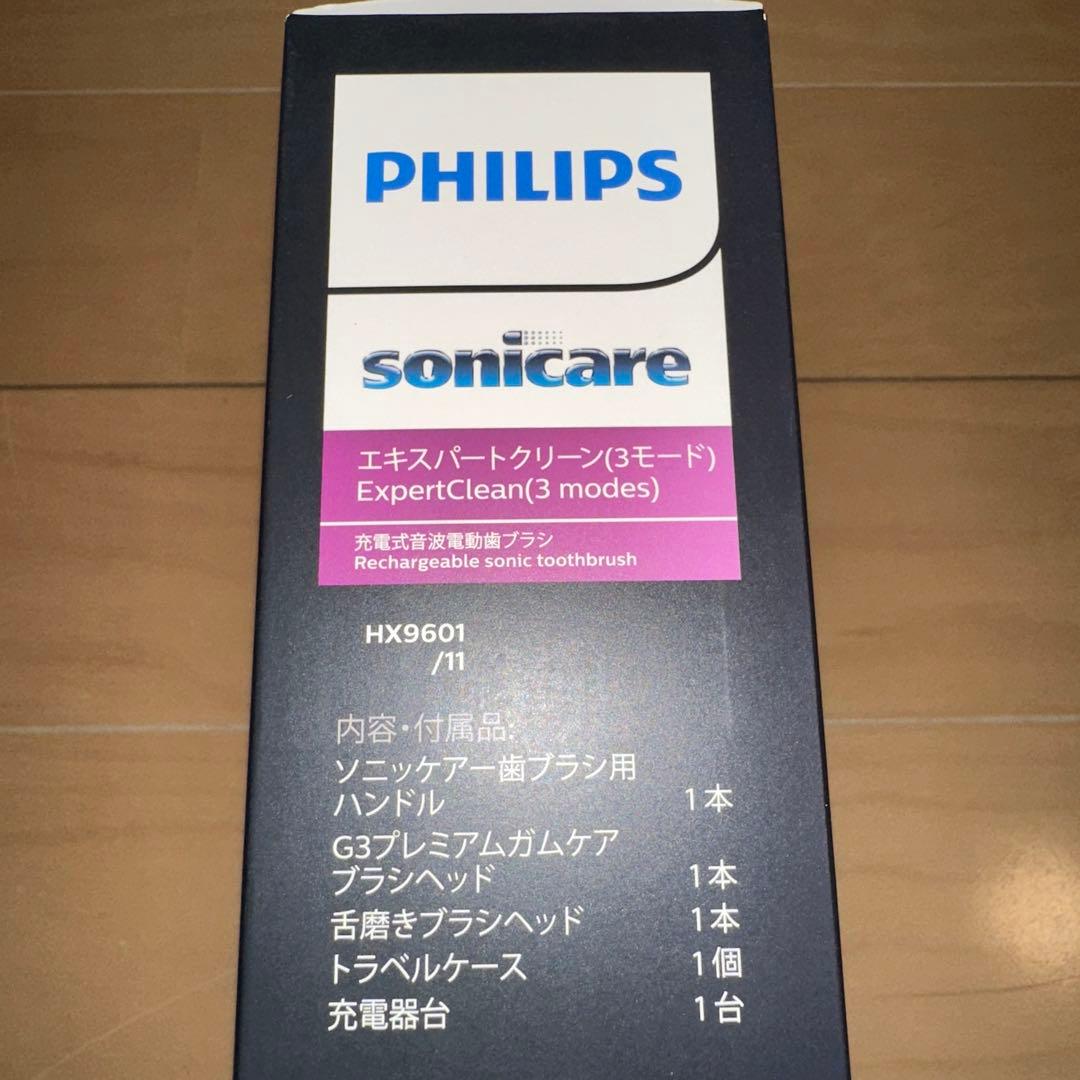 PHILIPS
sonicare
エキスパートクリーン(3モード)
ExpertClean(3 modes)
充電式音波電動歯ブラシ
Rechargeable sonic toothbrush
HX9601
/11
内容・付属品:
ソニッケアー歯ブラシ用
ハンドル 1本
G3プレミアムガムケア
ブラシヘッド 1本
舌磨きブラシヘッド 1本
トラベルケース 1個
充電器台 1台